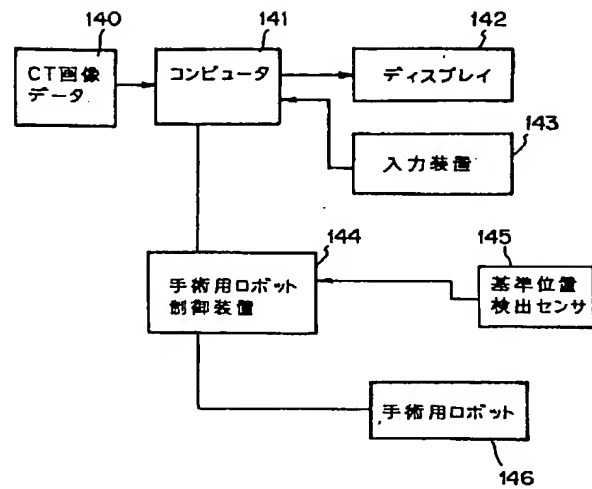 140
CT画像
データ
141
コンピュータ
142
ディスプレイ
143
入力装置
144
手術用ロボット
制御装置
145
基準位置
検出センサ
手術用ロボット
146